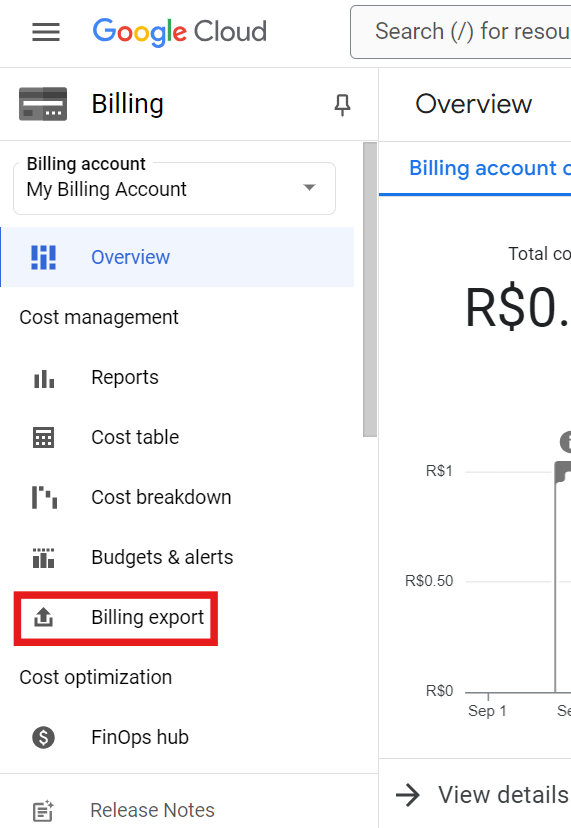 Google Cloud
Search (/) for resou
Billing
Overview
Billing account
My Billing Account
Billing account o
Overview
Total co
R$0.
Cost management
Reports
Cost table
R$1
Cost breakdown
Budgets & alerts
R$0.50
Billing export
Cost optimization
R$0
Sep 1
Se
FinOps hub
View details
Release Notes